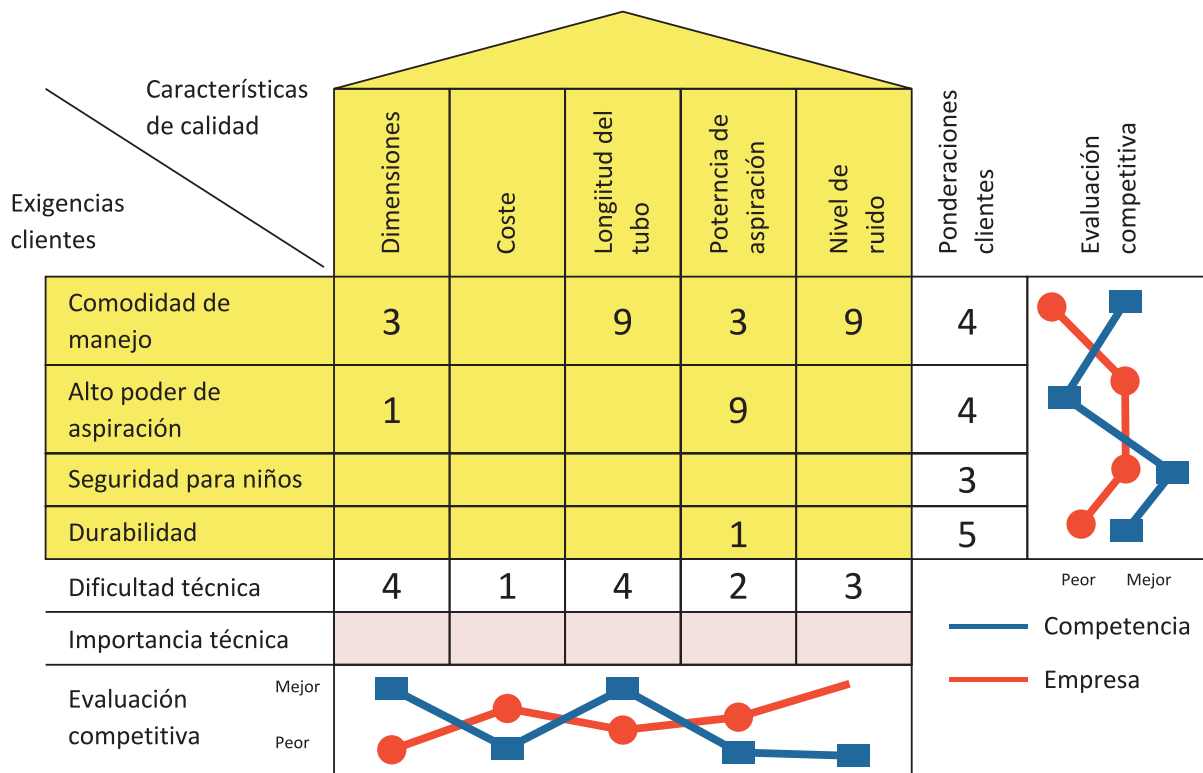 Características
de calidad
Exigencias
clientes
Dimensiones
Coste
Longiitud del
tubo
Poterncia de
aspiración
Nivel de
ruido
Ponderaciones
clientes
Evaluación
competitiva
Comodidad de
manejo
3
9
3
9
4
Alto poder de
aspiración
1
9
4
Seguridad para niños
3
Durabilidad
1
5
Dificultad técnica
4
1
4
2
3
Peor
Mejor
Importancia técnica
Competencia
Empresa
Evaluación
competitiva
Mejor
Peor